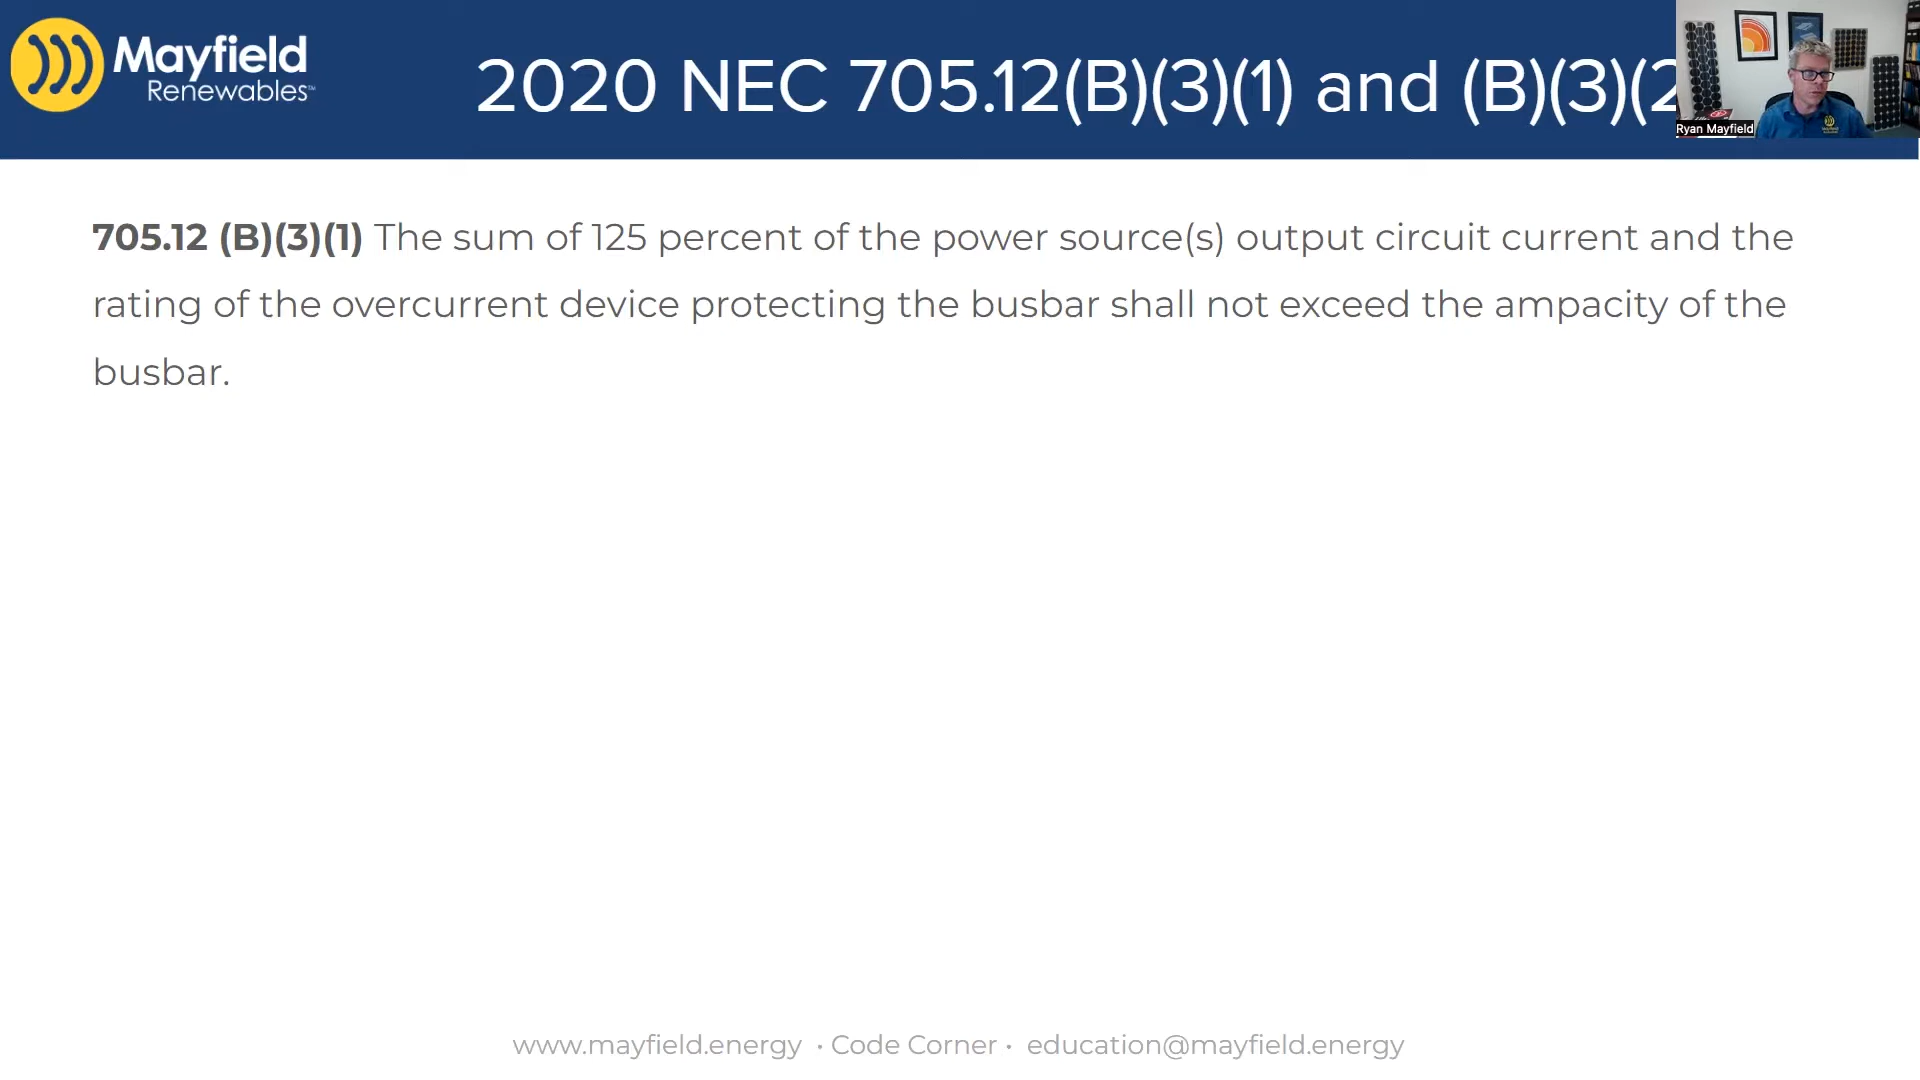 Mayfield
Renewables™
2020 NEC 705.12(B)(3)(1) and (B)(3)(2
Ryan Mayfield
705.12 (B)(3)(1) The sum of 125 percent of the power source(s) output circuit current and the
rating of the overcurrent device protecting the busbar shall not exceed the ampacity of the
busbar.
www.mayfield.energy · Code Corner · education@mayfield.energy